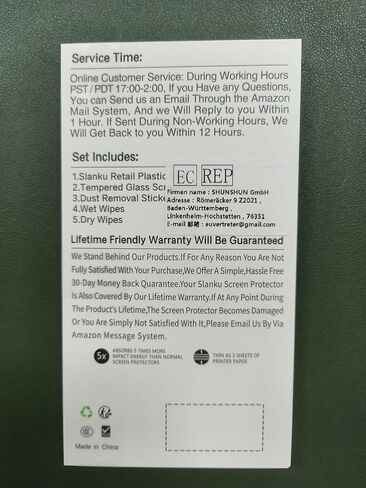 Service Time:
Online Customer Service: During Working Hours
PST/PDT 17:00-2:00, If you Have any Questions,
You can Send us an Email Through the Amazon
Mail System, And we Will Reply to you Within
1 Hour. If Sent During Non-Working Hours, We
Will Get Back to you Within 12 Hours.
Set Includes:
1.Slanku Retail Plastic
2.Tempered Glass
3.Dust Removal
4.Wet Wipes
5.Dry Wipes
EC REP
Firmen name : SHUNSHUN GmbH
Adresse : Römeräcker 9 Z2021 ,
Baden-Württemberg ,
Linkenheim-Hochstetten , 76351
E-mail 邮箱 : euvertreter@gmail.com
Lifetime Friendly Warranty Will Be Guaranteed
We Stand Behind Our Products.If For Any Reason You Are Not
Fully Satisfied With Your Purchase,We Offer A Simple,Hassle Free
30-Day Money Back Quarantee.Your Slanku Screen Protector
Is Also Covered By Our Lifetime Warranty.If At Any Point During
The Product's Lifetime,The Screen Protector Becomes Damaged
Or You Are Simply Not Satisfied With It,Please Email Us By Via
Amazon Message System.
5x
ABSORBS 5 TIMES MORE
IMPACT ENERGY THAN NORMAL
SCREEN PROTECTORS
THIN AS 3 SHEETS OF
PRINTER PAPER
Made in China